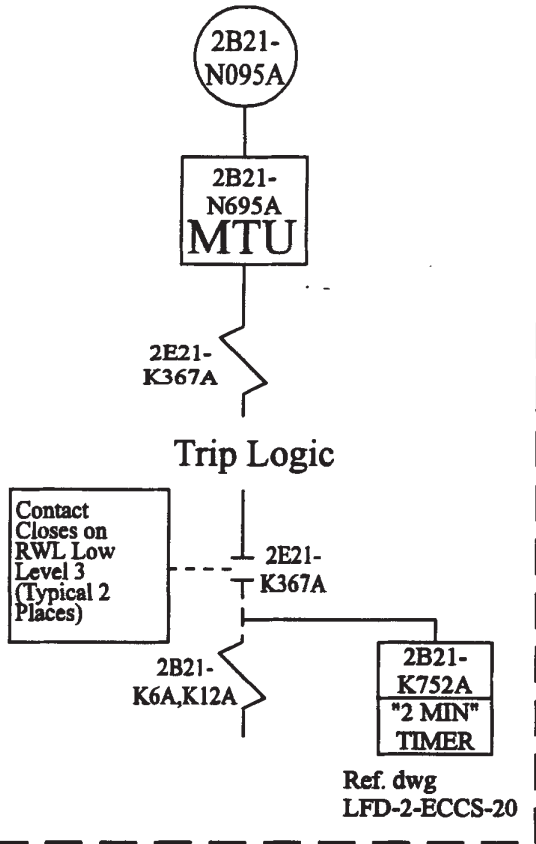 2B21-
N095A
2B21-
N695A
MTU
2E21-
K367A
Trip Logic
Contact
Closes on
RWL Low
Level 3
(Typical 2
Places)
2E21-
K367A
2B21-
K6A,K12A
2B21-
K752A
"2 MIN"
TIMER
Ref. dwg
LFD-2-ECCS-20